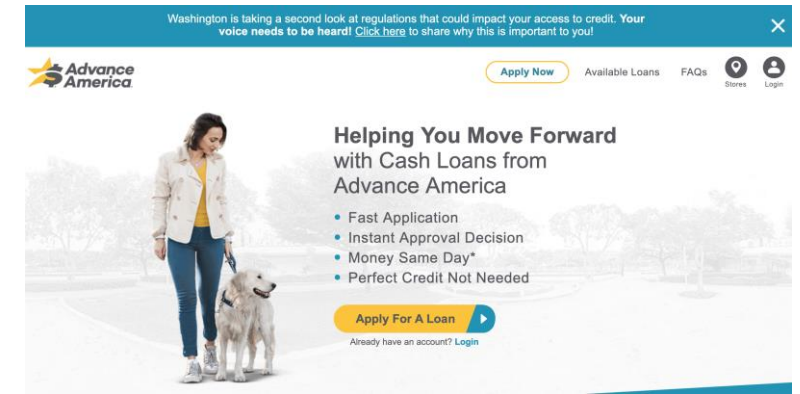 Washington is taking a second look at regulations that could impact your access to credit. Your
voice needs to be heard! Click here to share why this is important to you!
Advance
America
Apply Now
Available Loans
FAQs
Stores
Login
Helping You Move Forward
with Cash Loans from
Advance America
• Fast Application
• Instant Approval Decision
• Money Same Day*
• Perfect Credit Not Needed
Apply For A Loan
Already have an account? Login